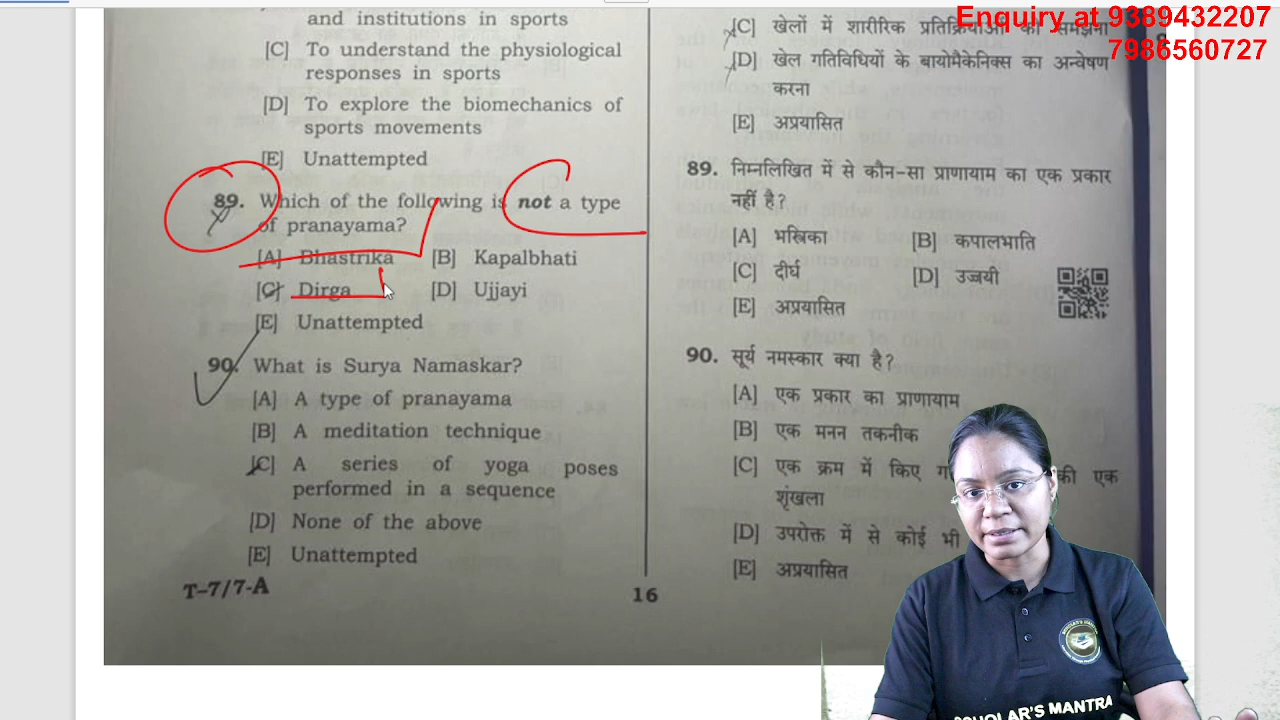 Enquiry at 9389432207
7986560727
and institutions in sports
[C] To understand the physiological
responses in sports
[D] To explore the biomechanics of
sports movements
[E] Unattempted
89. Which of the following is not a type
of pranayama?
[A] Bhastrika [B] Kapalbhati
[C] Dirga [D] Ujjayi
[E] Unattempted
90. What is Surya Namaskar?
[A] A type of pranayama
[B] A meditation technique
[C] A series of yoga poses
performed in a sequence
[D] None of the above
[E] Unattempted
T-7/7-A
16
[C] खेलों में शारीरिक प्रतिक्रियाओं को समझना
[D] खेल गतिविधियों के बायोमैकेनिक्स का अन्वेषण
करना
[E] अप्रयासित
89. निम्नलिखित में से कौन-सा प्राणायाम का एक प्रकार
नहीं है?
[A] भस्त्रिका [B] कपालभाति
[C] दीर्घ [D] उज्जयी
[E] अप्रयासित
90. सूर्य नमस्कार क्या है?
[A] एक प्रकार का प्राणायाम
[B] एक मनन तकनीक
[C] एक क्रम में किए की एक
शृंखला
[D] उपरोक्त में से कोई भी
[E] अप्रयासित
SCHOLAR'S MANTRA
SCHOLAR'S MANTRA